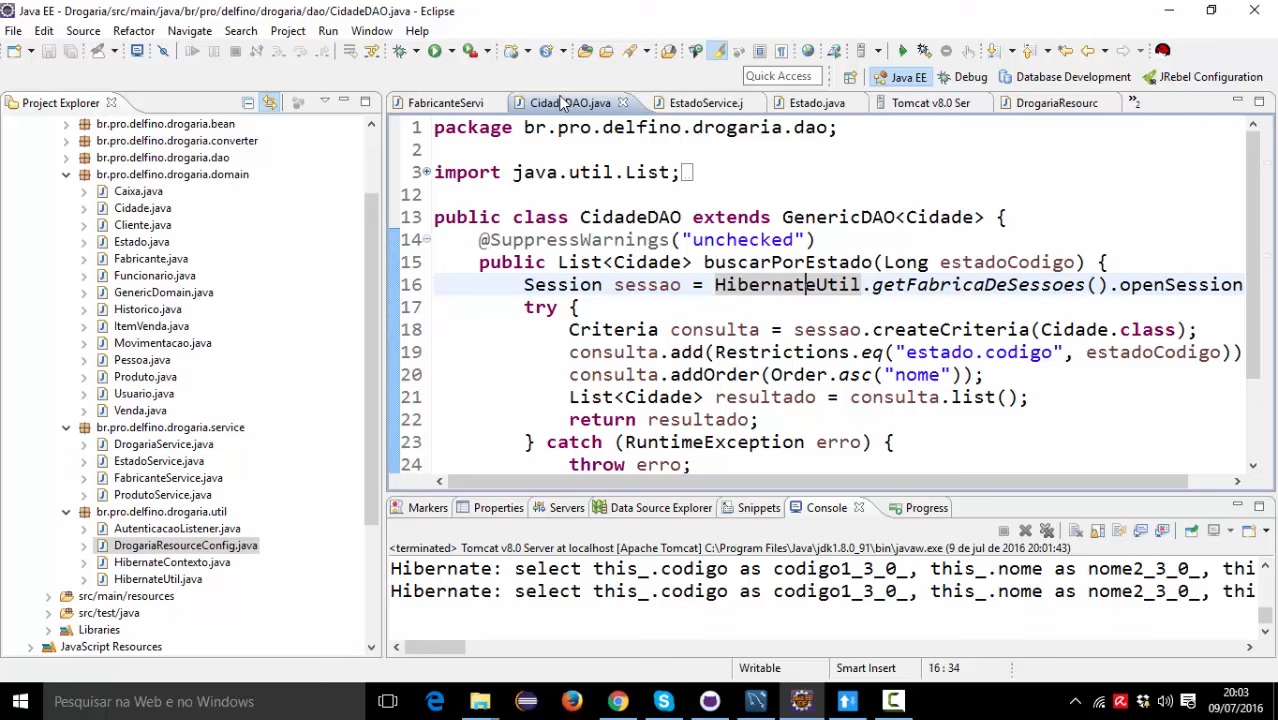 Java EE - Drogaria/src/main/java/br/pro/delfino/drogaria/dao/CidadeDAO.java - Eclipse
File Edit Source Refactor Navigate Search Project Run Window Help
Quick Access Java EE Debug Database Development JRebel Configuration
Project Explorer
br.pro.delfino.drogaria.bean
br.pro.delfino.drogaria.converter
br.pro.delfino.drogaria.dao
br.pro.delfino.drogaria.domain
Caixa.java
Cidade.java
Cliente.java
Estado.java
Fabricante.java
Funcionario.java
GenericDomain.java
Historico.java
ItemVenda.java
Movimentacao.java
Pessoa.java
Produto.java
Usuario.java
Venda.java
br.pro.delfino.drogaria.service
DrogariaService.java
EstadoService.java
FabricanteService.java
ProdutoService.java
br.pro.delfino.drogaria.util
AutenticacaoListener.java
DrogariaResourceConfig.java
HibernateContexto.java
HibernateUtil.java
src/main/resources
src/test/java
Libraries
JavaScript Resources
FabricanteServi CidadeDAO.java EstadoService.j Estado.java Tomcat v8.0 Ser DrogariaResourc »2
1 package br.pro.delfino.drogaria.dao;
2
3 import java.util.List;
12
13 public class CidadeDAO extends GenericDAO<Cidade> {
14 @SuppressWarnings("unchecked")
15 public List<Cidade> buscarPorEstado(Long estadoCodigo) {
16 Session sessao = HibernateUtil.getFabricaDeSessoes().openSession
17 try {
18 Criteria consulta = sessao.createCriteria(Cidade.class);
19 consulta.add(Restrictions.eq("estado.codigo", estadoCodigo))
20 consulta.addOrder(Order.asc("nome"));
21 List<Cidade> resultado = consulta.list();
22 return resultado;
23 } catch (RuntimeException erro) {
24 throw erro;
Markers Properties Servers Data Source Explorer Snippets Console Progress
<terminated> Tomcat v8.0 Server at localhost [Apache Tomcat] C:\Program Files\Java\jdk1.8.0_91\bin\javaw.exe (9 de jul de 2016 20:01:43)
Hibernate: select this_.codigo as codigo1_3_0_, this_.nome as nome2_3_0_, thi
Hibernate: select this_.codigo as codigo1_3_0_, this_.nome as nome2_3_0_, thi
Writable Smart Insert 16 : 34
Pesquisar na Web e no Windows
20:03
09/07/2016